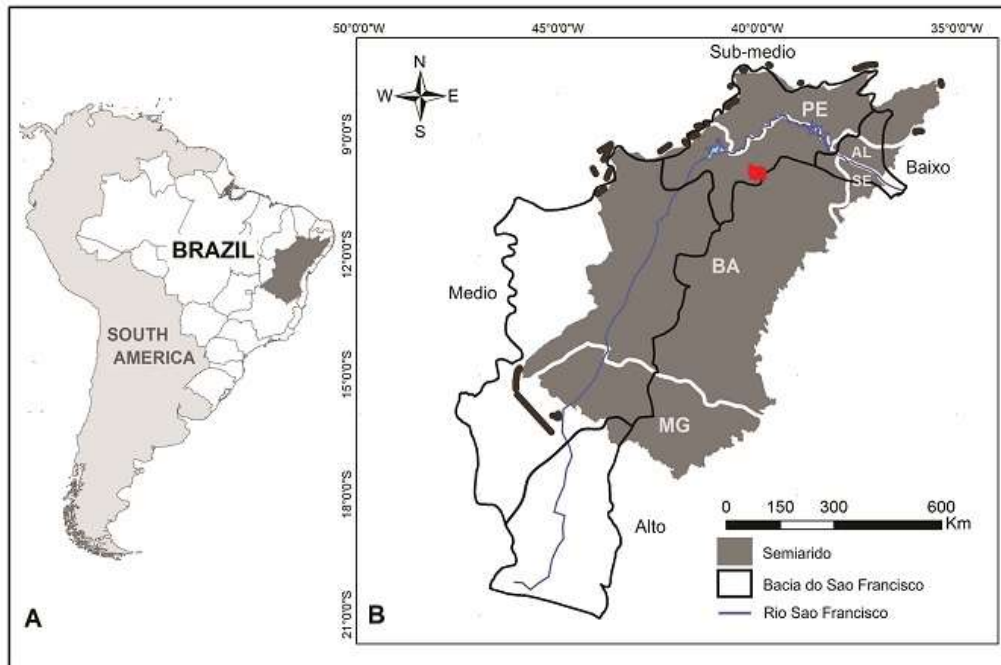 A
BRAZIL
SOUTH
AMERICA
B
50°0'0"W
45°0'0"W
40°0'0"W
35°0'0"W
9°0'0"S
12°0'0"S
15°0'0"S
18°0'0"S
21°0'0"S
N
W
E
S
Sub-medio
PE
AL
SE
Baixo
BA
Medio
MG
Alto
0 150 300 600
Km
Semiarido
Bacia do Sao Francisco
Rio Sao Francisco